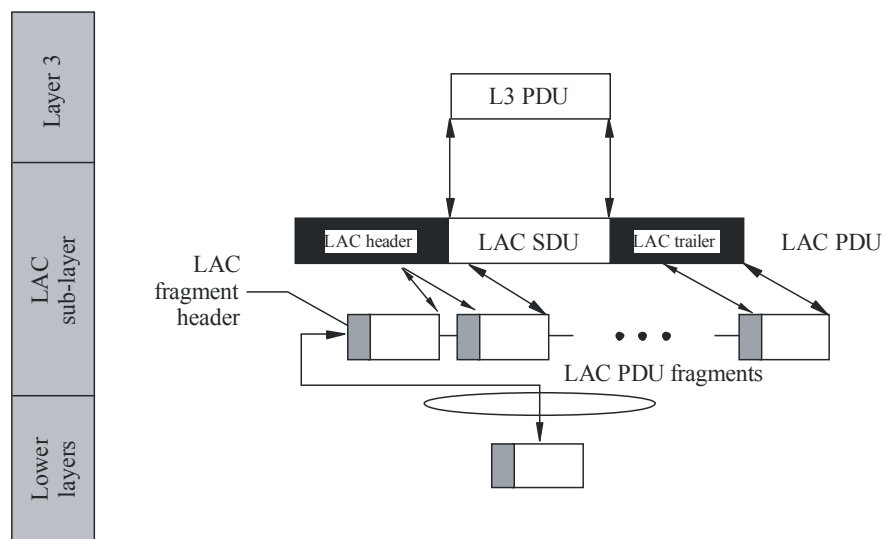 Layer 3
L3 PDU
LAC header
LAC SDU
LAC trailer
LAC PDU
LAC
sub-layer
LAC
fragment
header
LAC PDU fragments
Lower
layers